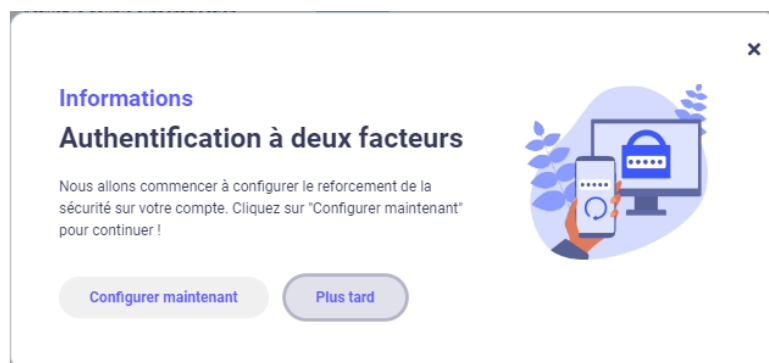 Informations
Authentification à deux facteurs
Nous allons commencer à configurer le reforcement de la
sécurité sur votre compte. Cliquez sur "Configurer maintenant"
pour continuer !
Configurer maintenant
Plus tard